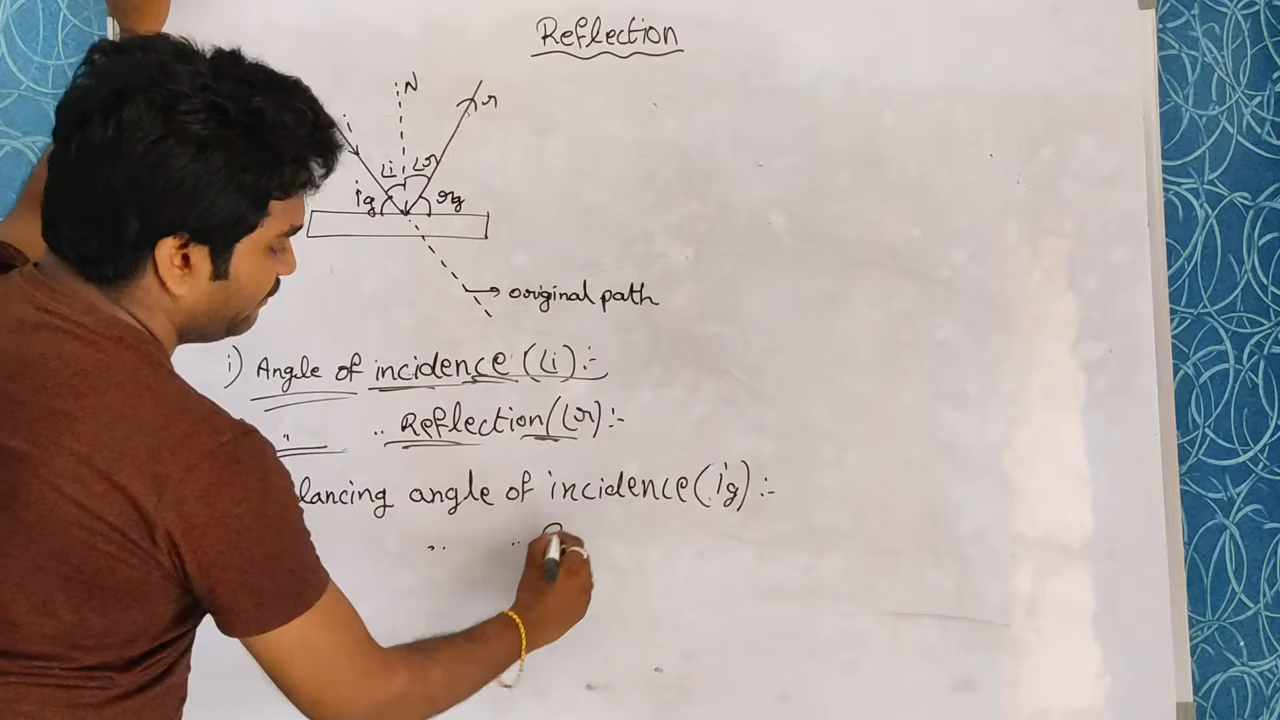 Reflection
N
r
i
∠i ∠r
ig rg
original path
i) Angle of incidence (∠i) :-
" " Reflection (∠r) :-
lancing angle of incidence (ig) :-
" "